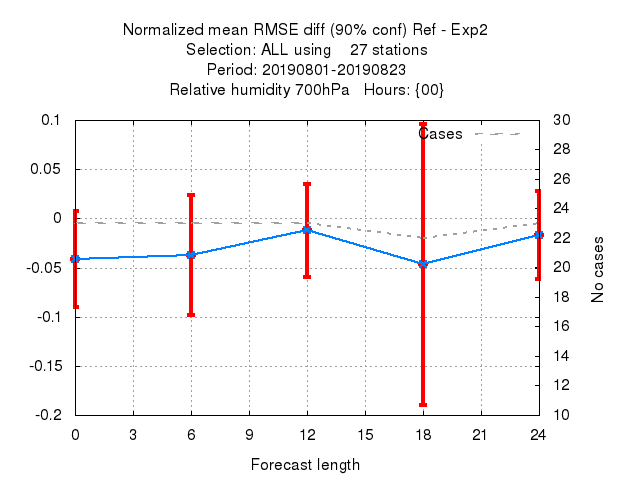 Normalized mean RMSE diff (90% conf) Ref - Exp2
Selection: ALL using    27 stations
Period: 20190801-20190823
Relative humidity 700hPa   Hours: {00}
Cases
0.1
0.05
0
-0.05
-0.1
-0.15
-0.2
30
28
26
24
22
20
18
16
14
12
10
No cases
0 3 6 9 12 15 18 21 24
Forecast length